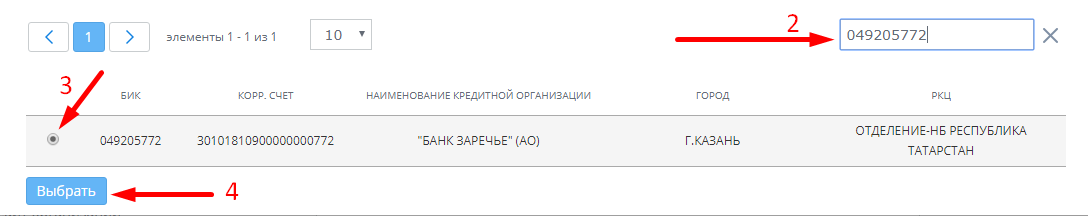 1 элементы 1 - 1 из 1 10 2 049205772
3
БИК КОРР. СЧЕТ НАИМЕНОВАНИЕ КРЕДИТНОЙ ОРГАНИЗАЦИИ ГОРОД РКЦ
049205772 30101810900000000772 "БАНК ЗАРЕЧЬЕ" (АО) Г.КАЗАНЬ ОТДЕЛЕНИЕ-НБ РЕСПУБЛИКА
ТАТАРСТАН
Выбрать 4